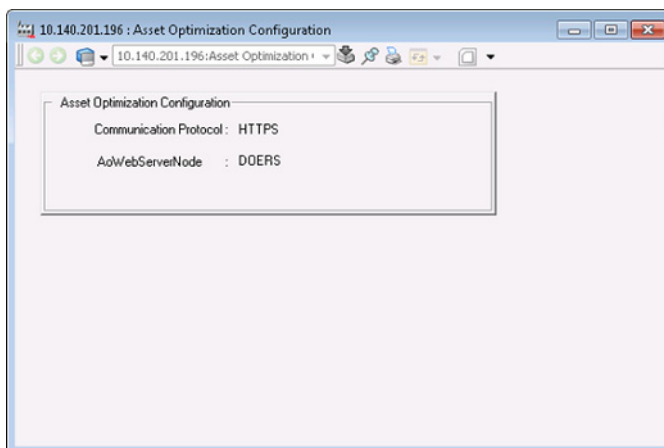 10.140.201.196 : Asset Optimization Configuration
10.140.201.196:Asset Optimization
Asset Optimization Configuration
Communication Protocol : HTTPS
AoWebServerNode : DOERS